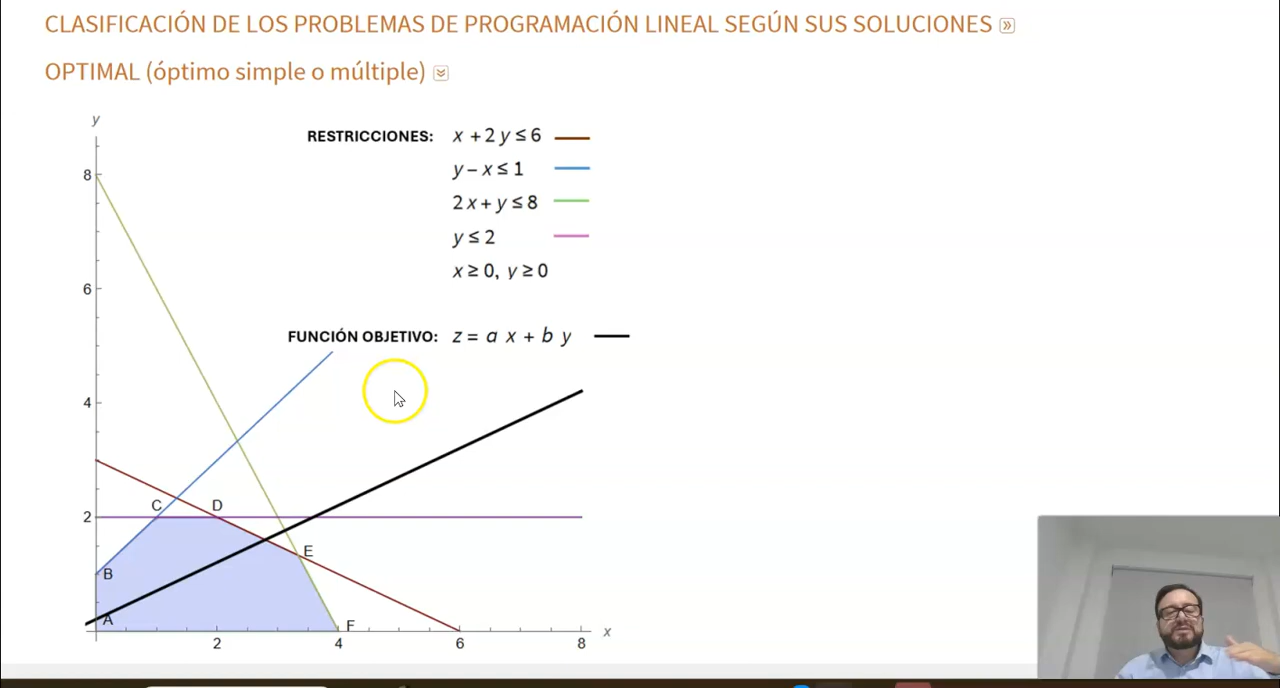 CLASIFICACIÓN DE LOS PROBLEMAS DE PROGRAMACIÓN LINEAL SEGÚN SUS SOLUCIONES »
OPTIMAL (óptimo simple o múltiple)
y
RESTRICCIONES: x + 2 y ≤ 6
y − x ≤ 1
2 x + y ≤ 8
y ≤ 2
x ≥ 0, y ≥ 0
FUNCIÓN OBJETIVO: z = a x + b y
8
6
4
2
C
D
E
B
A
F
x
2
4
6
8